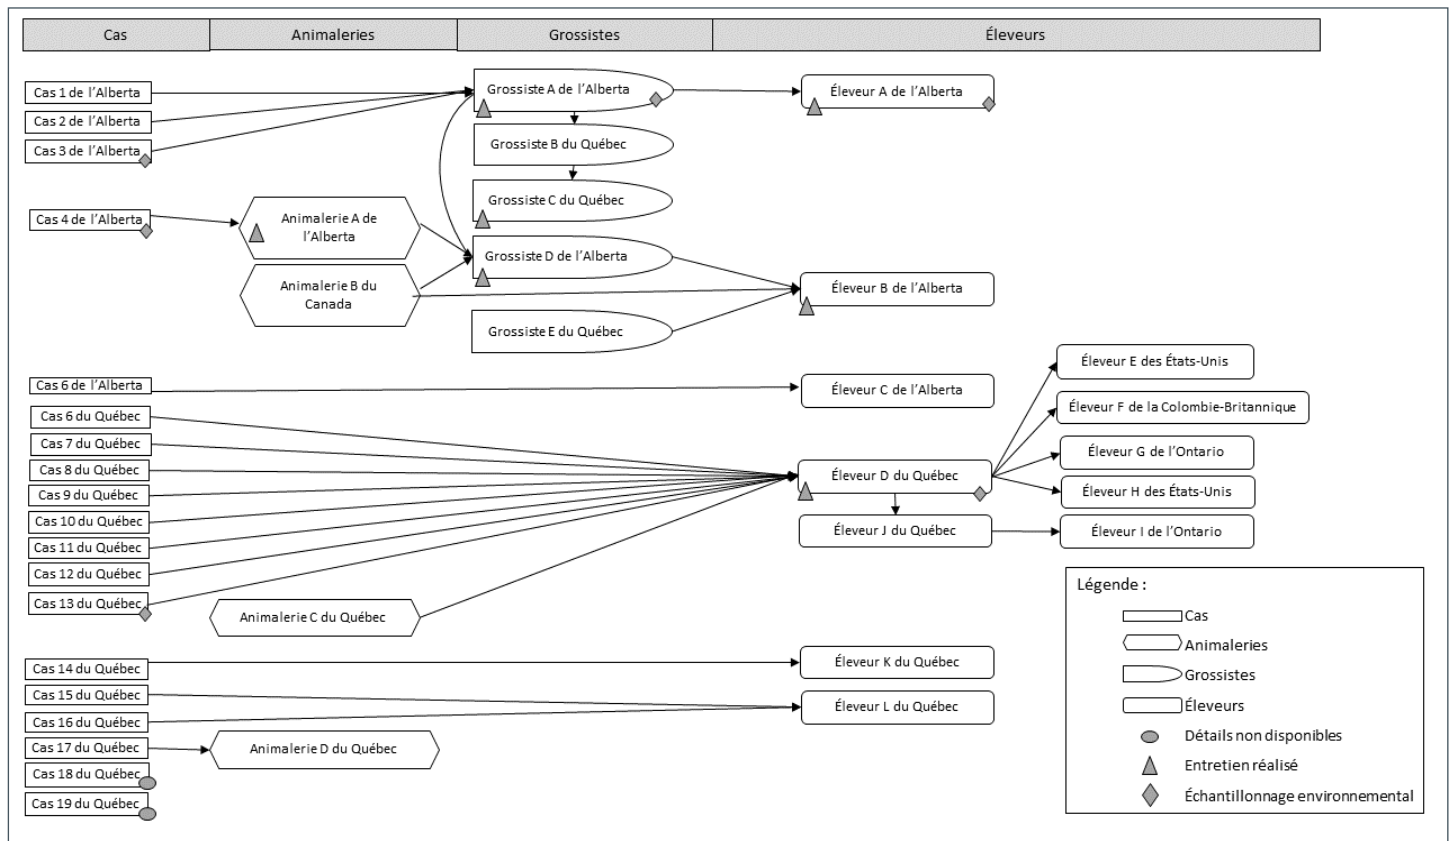 Cas
Animaleries
Grossistes
Éleveurs
Cas 1 de l’Alberta
Cas 2 de l’Alberta
Cas 3 de l’Alberta
Grossiste A de l’Alberta
Éleveur A de l’Alberta
Grossiste B du Québec
Grossiste C du Québec
Cas 4 de l’Alberta
Animalerie A de
l’Alberta
Grossiste D de l’Alberta
Animalerie B du
Canada
Éleveur B de l’Alberta
Grossiste E du Québec
Cas 6 de l’Alberta
Éleveur C de l’Alberta
Éleveur E des États-Unis
Cas 6 du Québec
Éleveur F de la Colombie-Britannique
Cas 7 du Québec
Éleveur G de l’Ontario
Cas 8 du Québec
Éleveur D du Québec
Cas 9 du Québec
Éleveur H des États-Unis
Cas 10 du Québec
Éleveur J du Québec
Éleveur I de l’Ontario
Cas 11 du Québec
Cas 12 du Québec
Cas 13 du Québec
Animalerie C du Québec
Cas 14 du Québec
Éleveur K du Québec
Cas 15 du Québec
Éleveur L du Québec
Cas 16 du Québec
Cas 17 du Québec
Animalerie D du Québec
Cas 18 du Québec
Cas 19 du Québec
Légende :
Cas
Animaleries
Grossistes
Éleveurs
Détails non disponibles
Entretien réalisé
Échantillonnage environnemental